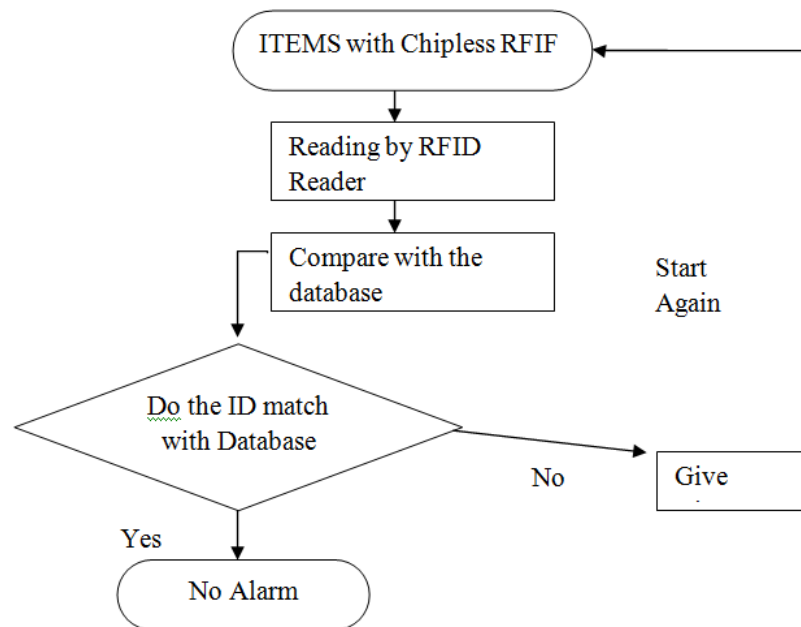 ITEMS with Chipless RFIF
Reading by RFID
Reader
Compare with the
database
Start
Again
Do the ID match
with Database
No
Give
Yes
No Alarm